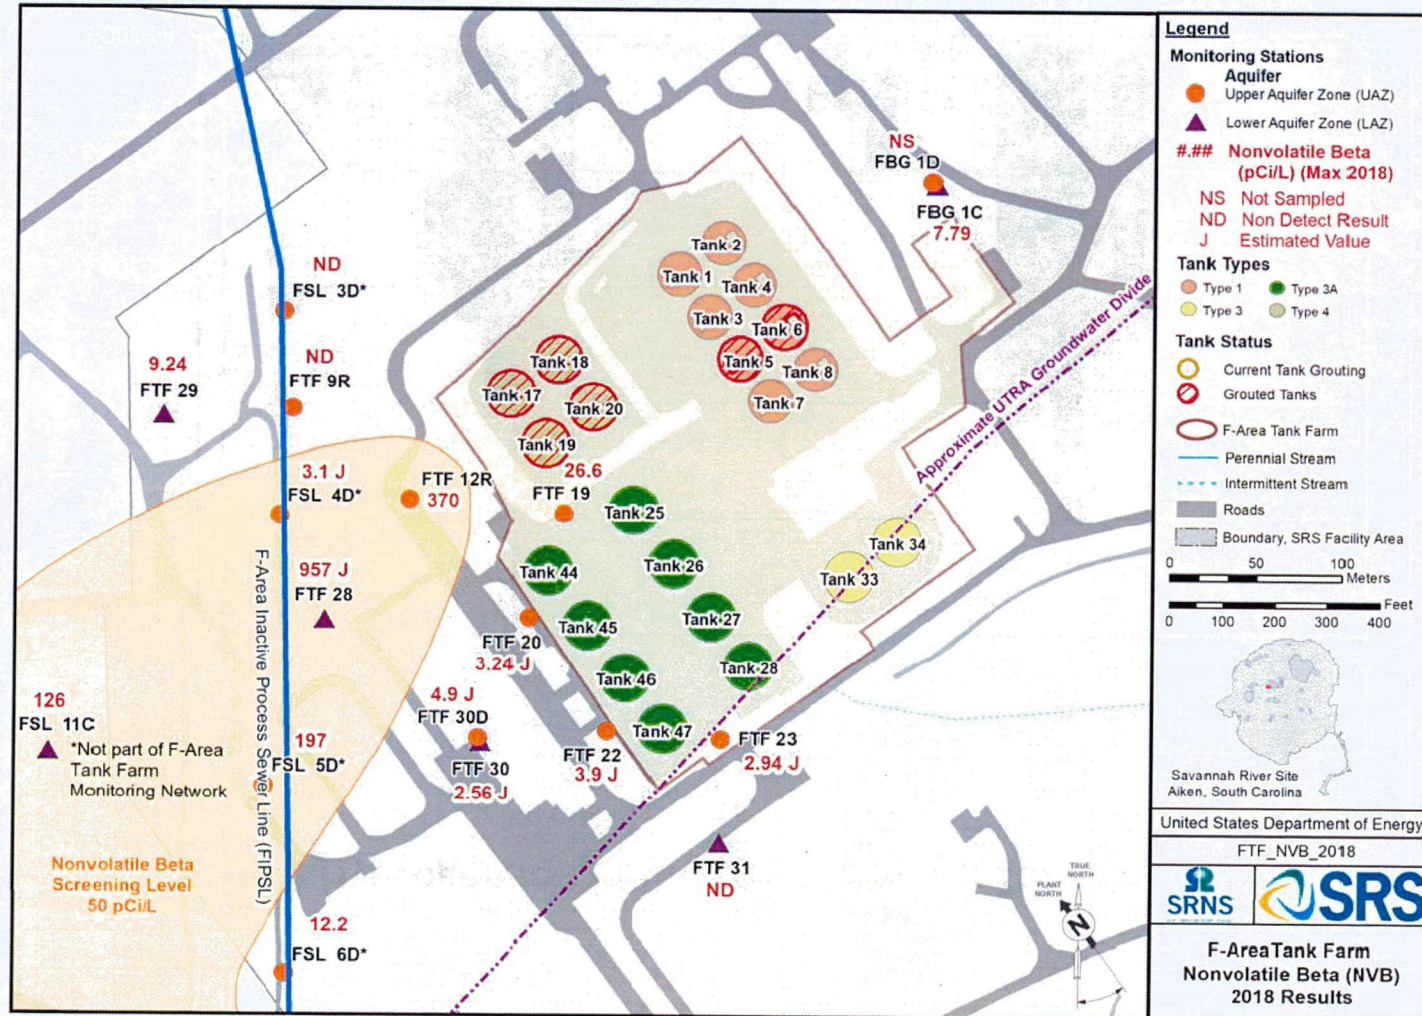 NS
FBG 1D
FBG 1C
7.79
Tank 2
Tank 1
Tank 4
Tank 3
Tank 6
Tank 5
Tank 8
Tank 7
Approximate UTRA Groundwater Divide
ND
FSL 3D*
ND
FTF 9R
9.24
FTF 29
Tank 18
Tank 17
Tank 20
Tank 19
26.6
FTF 19
3.1 J
FSL 4D*
FTF 12R
370
Tank 25
Tank 34
Tank 33
Tank 44
Tank 26
957 J
FTF 28
Tank 45
Tank 27
FTF 20
3.24 J
Tank 46
Tank 28
F-Area Inactive Process Sewer Line (FIPSL)
126
FSL 11C
*Not part of F-Area
Tank Farm
Monitoring Network
197
FSL 5D*
4.9 J
FTF 30D
FTF 30
2.56 J
Tank 47
FTF 22
3.9 J
FTF 23
2.94 J
FTF 31
ND
Nonvolatile Beta
Screening Level
50 pCi/L
12.2
FSL 6D*
TRUE
NORTH
PLANT
NORTH
N
Legend
Monitoring Stations
Aquifer
Upper Aquifer Zone (UAZ)
Lower Aquifer Zone (LAZ)
#.## Nonvolatile Beta
(pCi/L) (Max 2018)
NS Not Sampled
ND Non Detect Result
J Estimated Value
Tank Types
Type 1 Type 3A
Type 3 Type 4
Tank Status
Current Tank Grouting
Grouted Tanks
F-Area Tank Farm
Perennial Stream
Intermittent Stream
Roads
Boundary, SRS Facility Area
0 50 100
Meters
Feet
0 100 200 300 400
Savannah River Site
Aiken, South Carolina
United States Department of Energy
FTF_NVB_2018
SRNS
SRS
F-AreaTank Farm
Nonvolatile Beta (NVB)
2018 Results